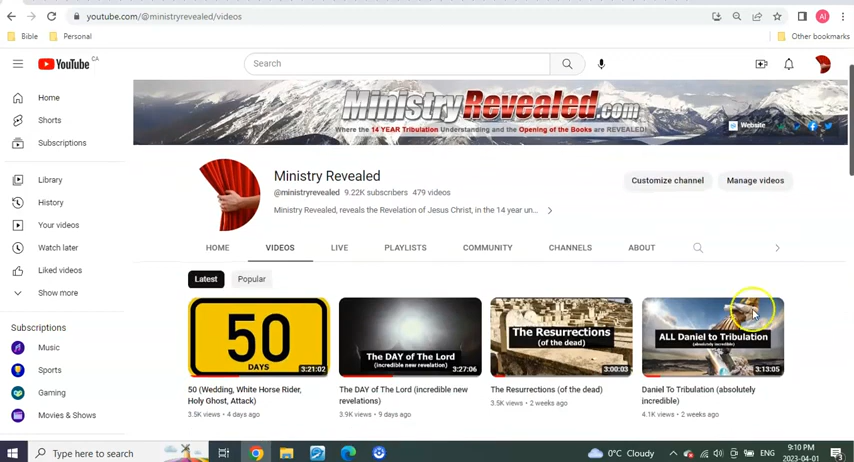 youtube.com/@ministryrevealed/videos
Bible
Personal
Other bookmarks
YouTube CA
Search
Home
Shorts
Subscriptions
Library
History
Your videos
Watch later
Liked videos
Show more
Subscriptions
Music
Sports
Gaming
Movies & Shows
MinistryRevealed.com
Where the 14 YEAR Tribulation Understanding and the Opening of the Books are REVEALED!
Website
Ministry Revealed
@ministryrevealed 9.22K subscribers 479 videos
Ministry Revealed, reveals the Revelation of Jesus Christ, in the 14 year un...
Customize channel
Manage videos
HOME VIDEOS LIVE PLAYLISTS COMMUNITY CHANNELS ABOUT
Latest Popular
50
DAYS
3:21:02
50 (Wedding, White Horse Rider,
Holy Ghost, Attack)
3.5K views • 4 days ago
The DAY of The Lord
(incredible new revelation)
3:27:06
The DAY of The Lord (incredible new
revelation)
3.9K views • 9 days ago
The Resurrections
(of the dead)
3:00:03
The Resurrections (of the dead)
3.5K views • 2 weeks ago
ALL Daniel to Tribulation
(absolutely incredible)
3:13:05
Daniel To Tribulation (absolutely
incredible)
4.1K views • 2 weeks ago
Type here to search
0°C Cloudy
ENG
9:10 PM
2023-04-01